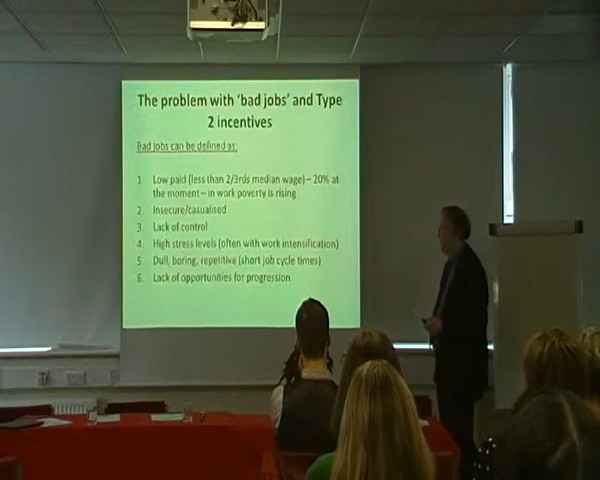 The problem with 'bad jobs' and Type
2 incentives
Bad jobs can be defined as:
1. Low paid (less than 2/3rds median wage) – 20% at
the moment – in work poverty is rising
2. Insecure/casualised
3. Lack of control
4. High stress levels (often with work intensification)
5. Dull, boring, repetitive (short job cycle times)
6. Lack of opportunities for progression